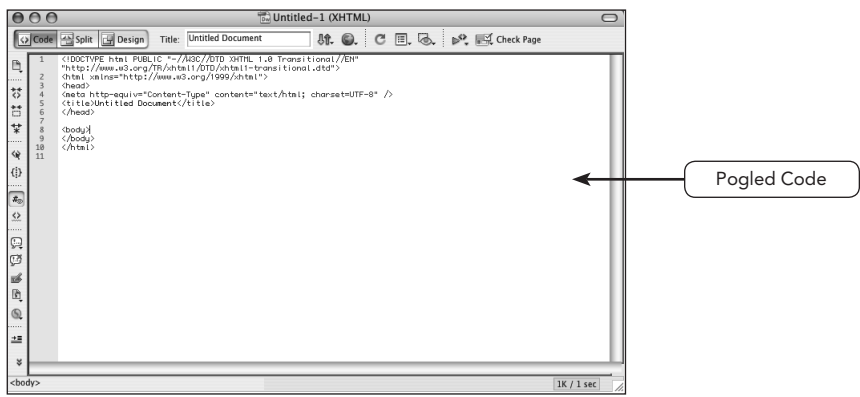 Untitled-1 (XHTML)
Code Split Design Title: Untitled Document Check Page
1 <!DOCTYPE html PUBLIC "-//W3C//DTD XHTML 1.0 Transitional//EN"
"http://www.w3.org/TR/xhtml1/DTD/xhtml1-transitional.dtd">
2 <html xmlns="http://www.w3.org/1999/xhtml">
3 <head>
4 <meta http-equiv="Content-Type" content="text/html; charset=UTF-8" />
5 <title>Untitled Document</title>
6 </head>
7
8 <body>
9 </body>
10 </html>
11
Pogled Code
<body> 1K / 1 sec